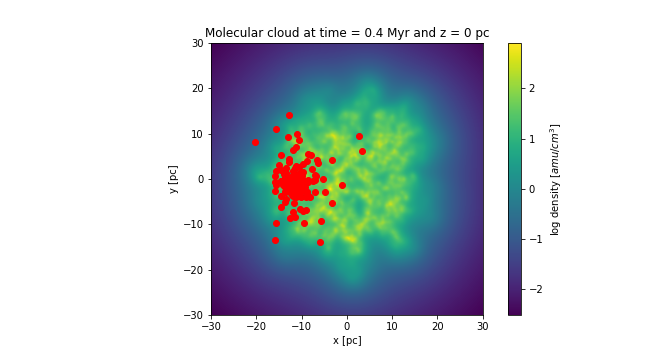 Molecular cloud at time = 0.4 Myr and z = 0 pc
30
20
10
0
−10
−20
−30
y [pc]
−30 −20 −10 0 10 20 30
x [pc]
2
1
0
−1
−2
log density [amu/cm³]